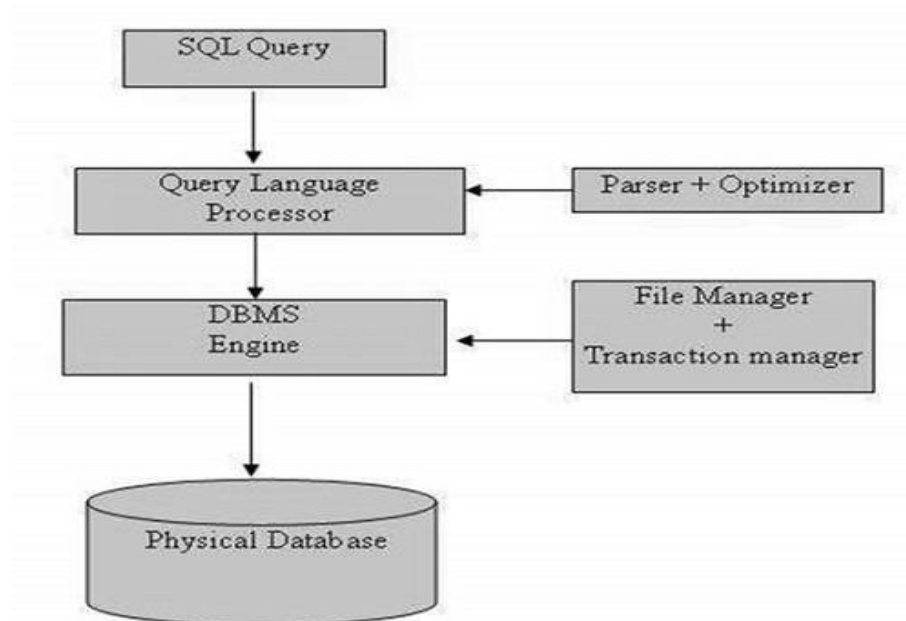 SQL Query
Query Language
Processor
Parser + Optimizer
DBMS
Engine
File Manager
+
Transaction manager
Physical Database